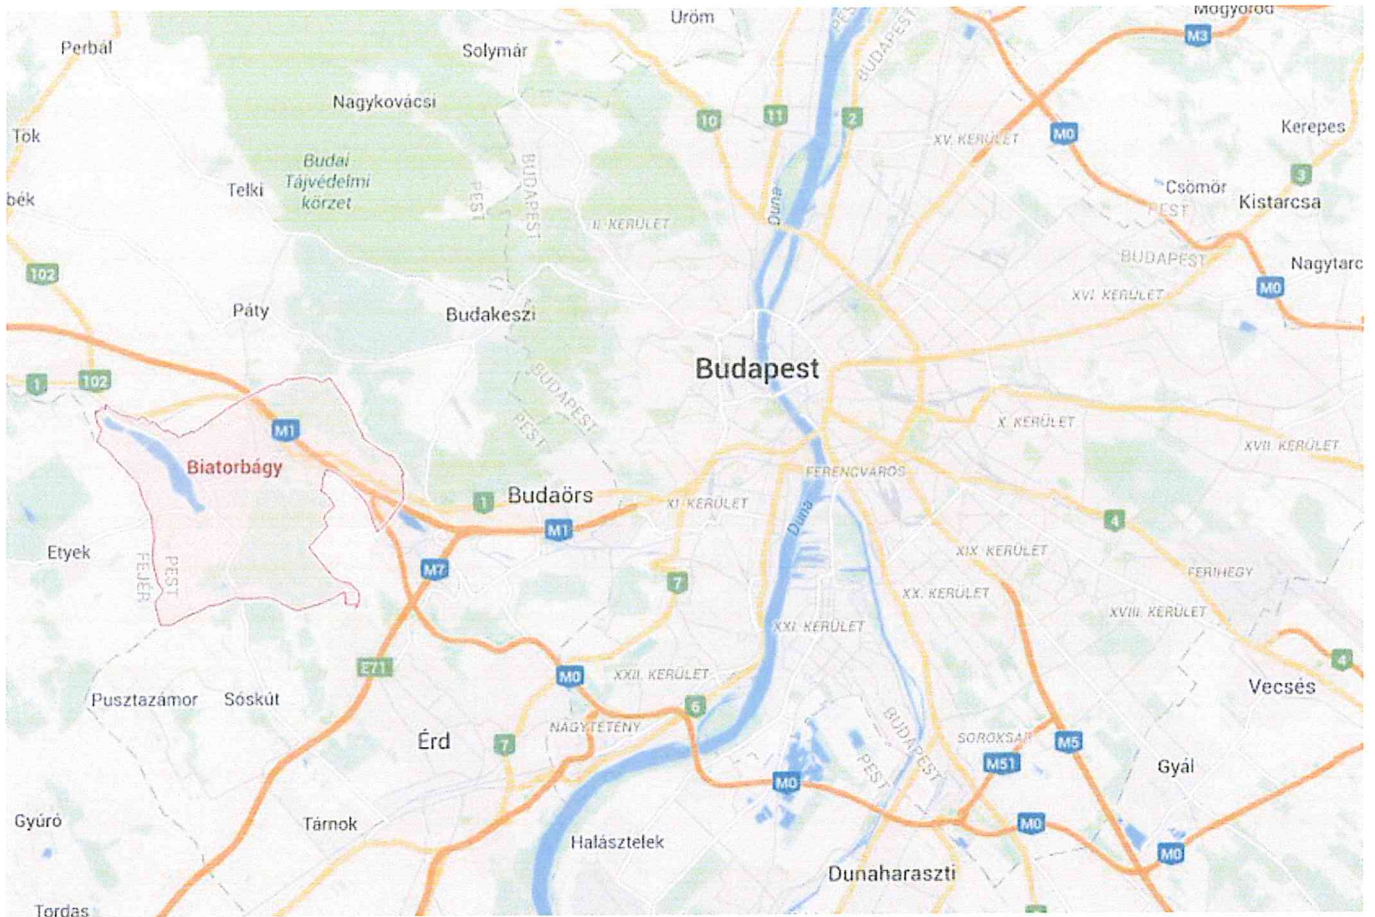 Üröm
Mogyoród
Perbál
Solymár
M3
PEST
BUDAPEST
Nagykovácsi
10
11
2
Tök
XV. KERÜLET
M0
Kerepes
Budai
Tájvédelmi
körzet
BUDAPEST
PEST
3
Telki
Csömör
Kistarcsa
bék
Duna
PEST
II. KERÜLET
BUDAPEST
Nagytarc
102
M0
XVI. KERÜLET
Páty
Budakeszi
Budapest
1
102
BUDAPEST
PEST
M1
X. KERÜLET
XVII. KERÜLET
Biatorbágy
FERENCVÁROS
1
Budaörs
XI. KERÜLET
M1
Duna
4
Etyek
PEST
FEJÉR
M7
7
XIX. KERÜLET
FERIHEGY
XX. KERÜLET
XVIII. KERÜLET
XXI. KERÜLET
E71
M0
XXII. KERÜLET
4
Pusztazámor
Sóskút
6
Vecsés
NAGYTÉTÉNY
Érd
7
BUDAPEST
PEST
SOROKSÁR
M5
M51
Gyál
M0
Gyúró
Tárnok
M0
Halásztelek
M0
Dunaharaszti
Tordas